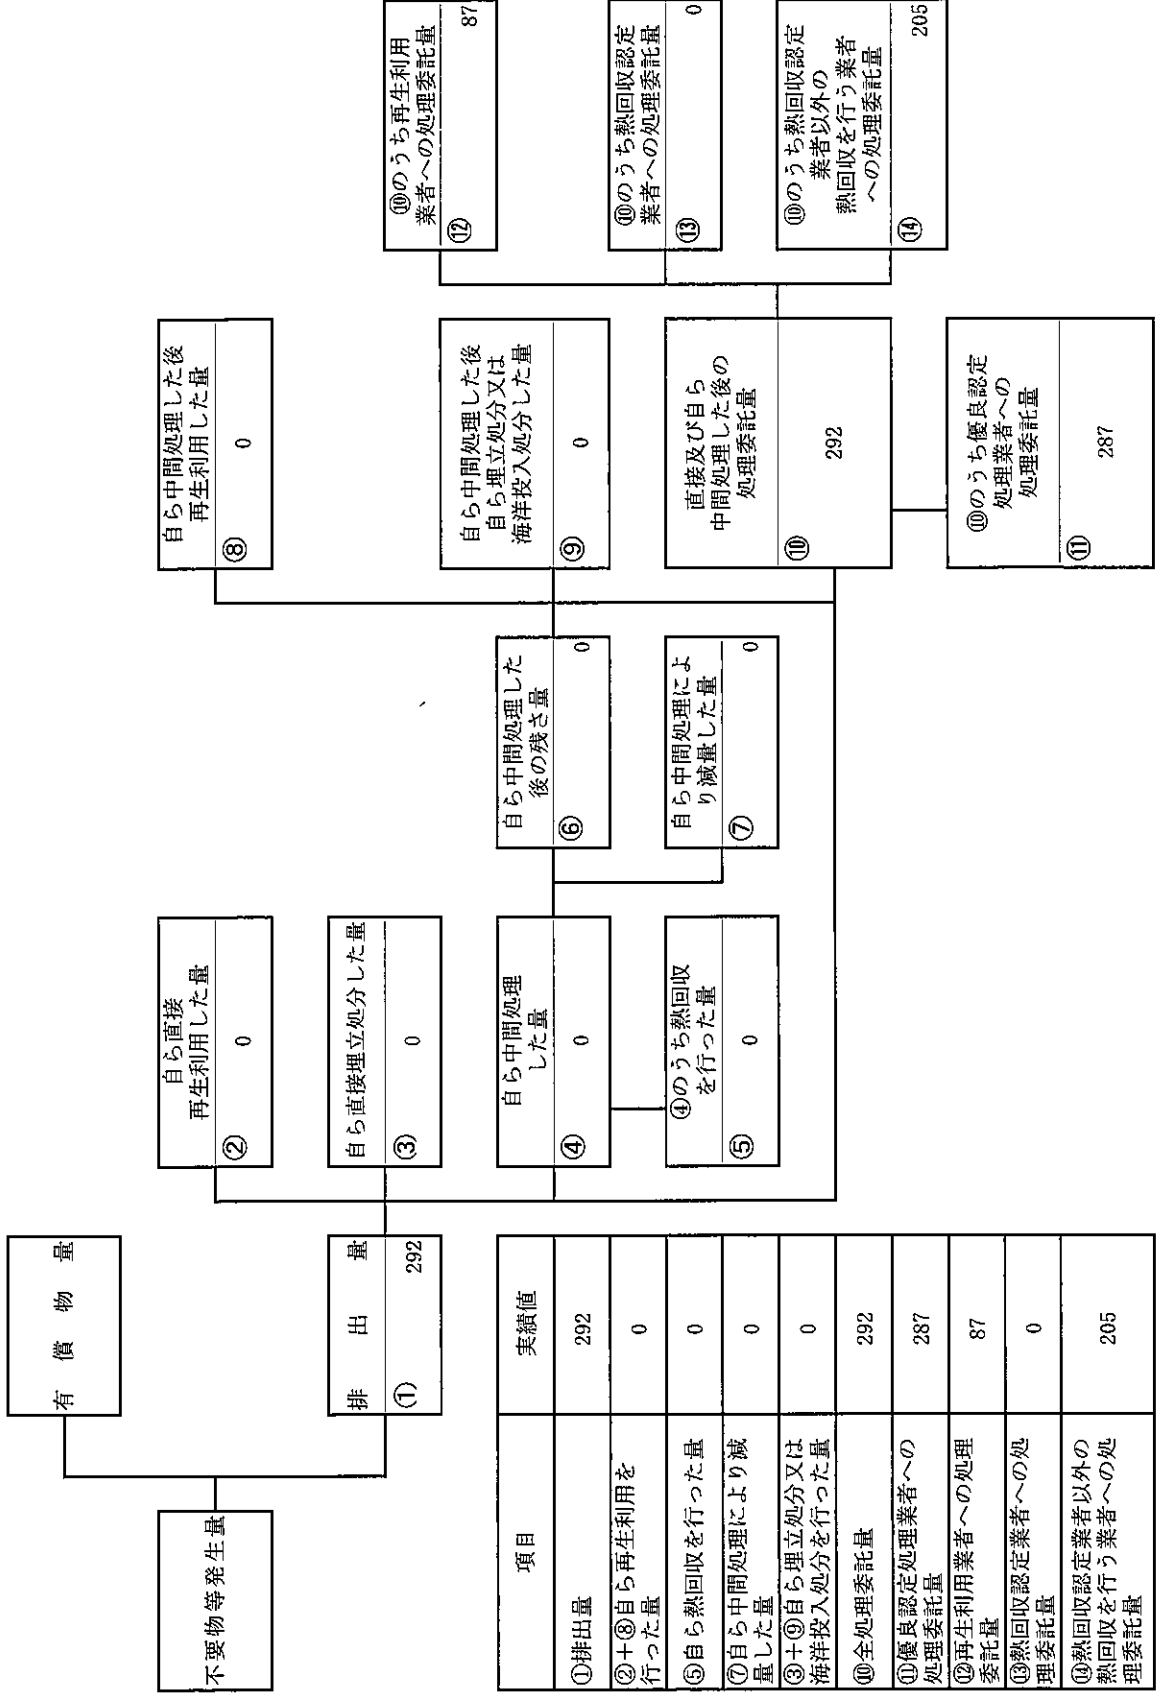 不要物等発生量
有償物量
排出量
① 292
自ら直接
再生利用した量
② 0
自ら直接埋立処分した量
③ 0
自ら中間処理
した量
④ 0
④のうち熱回収
を行った量
⑤ 0
自ら中間処理した
後の残さ量
⑥ 0
自ら中間処理によ
り減量した量
⑦ 0
自ら中間処理した後
再生利用した量
⑧ 0
自ら中間処理した後
自ら埋立処分又は
海洋投入処分した量
⑨ 0
直接及び自ら
中間処理した後の
処理委託量
⑩ 292
⑩のうち優良認定
処理業者への
処理委託量
⑪ 287
⑩のうち再生利用
業者への処理委託量
⑫ 87
⑩のうち熱回収認定
業者への処理委託量
⑬ 0
⑩のうち熱回収認定
業者以外の
熱回収を行う業者
への処理委託量
⑭ 205
項目 実績値
①排出量 292
②+⑧自ら再生利用を
行った量 0
⑤自ら熱回収を行った量 0
⑦自ら中間処理により減
量した量 0
③+⑨自ら埋立処分又は
海洋投入処分を行った量 0
⑩全処理委託量 292
⑪優良認定処理業者への
処理委託量 287
⑫再生利用業者への処理
委託量 87
⑬熱回収認定業者への処
理委託量 0
⑭熱回収認定業者以外の
熱回収を行う業者への処
理委託量 205